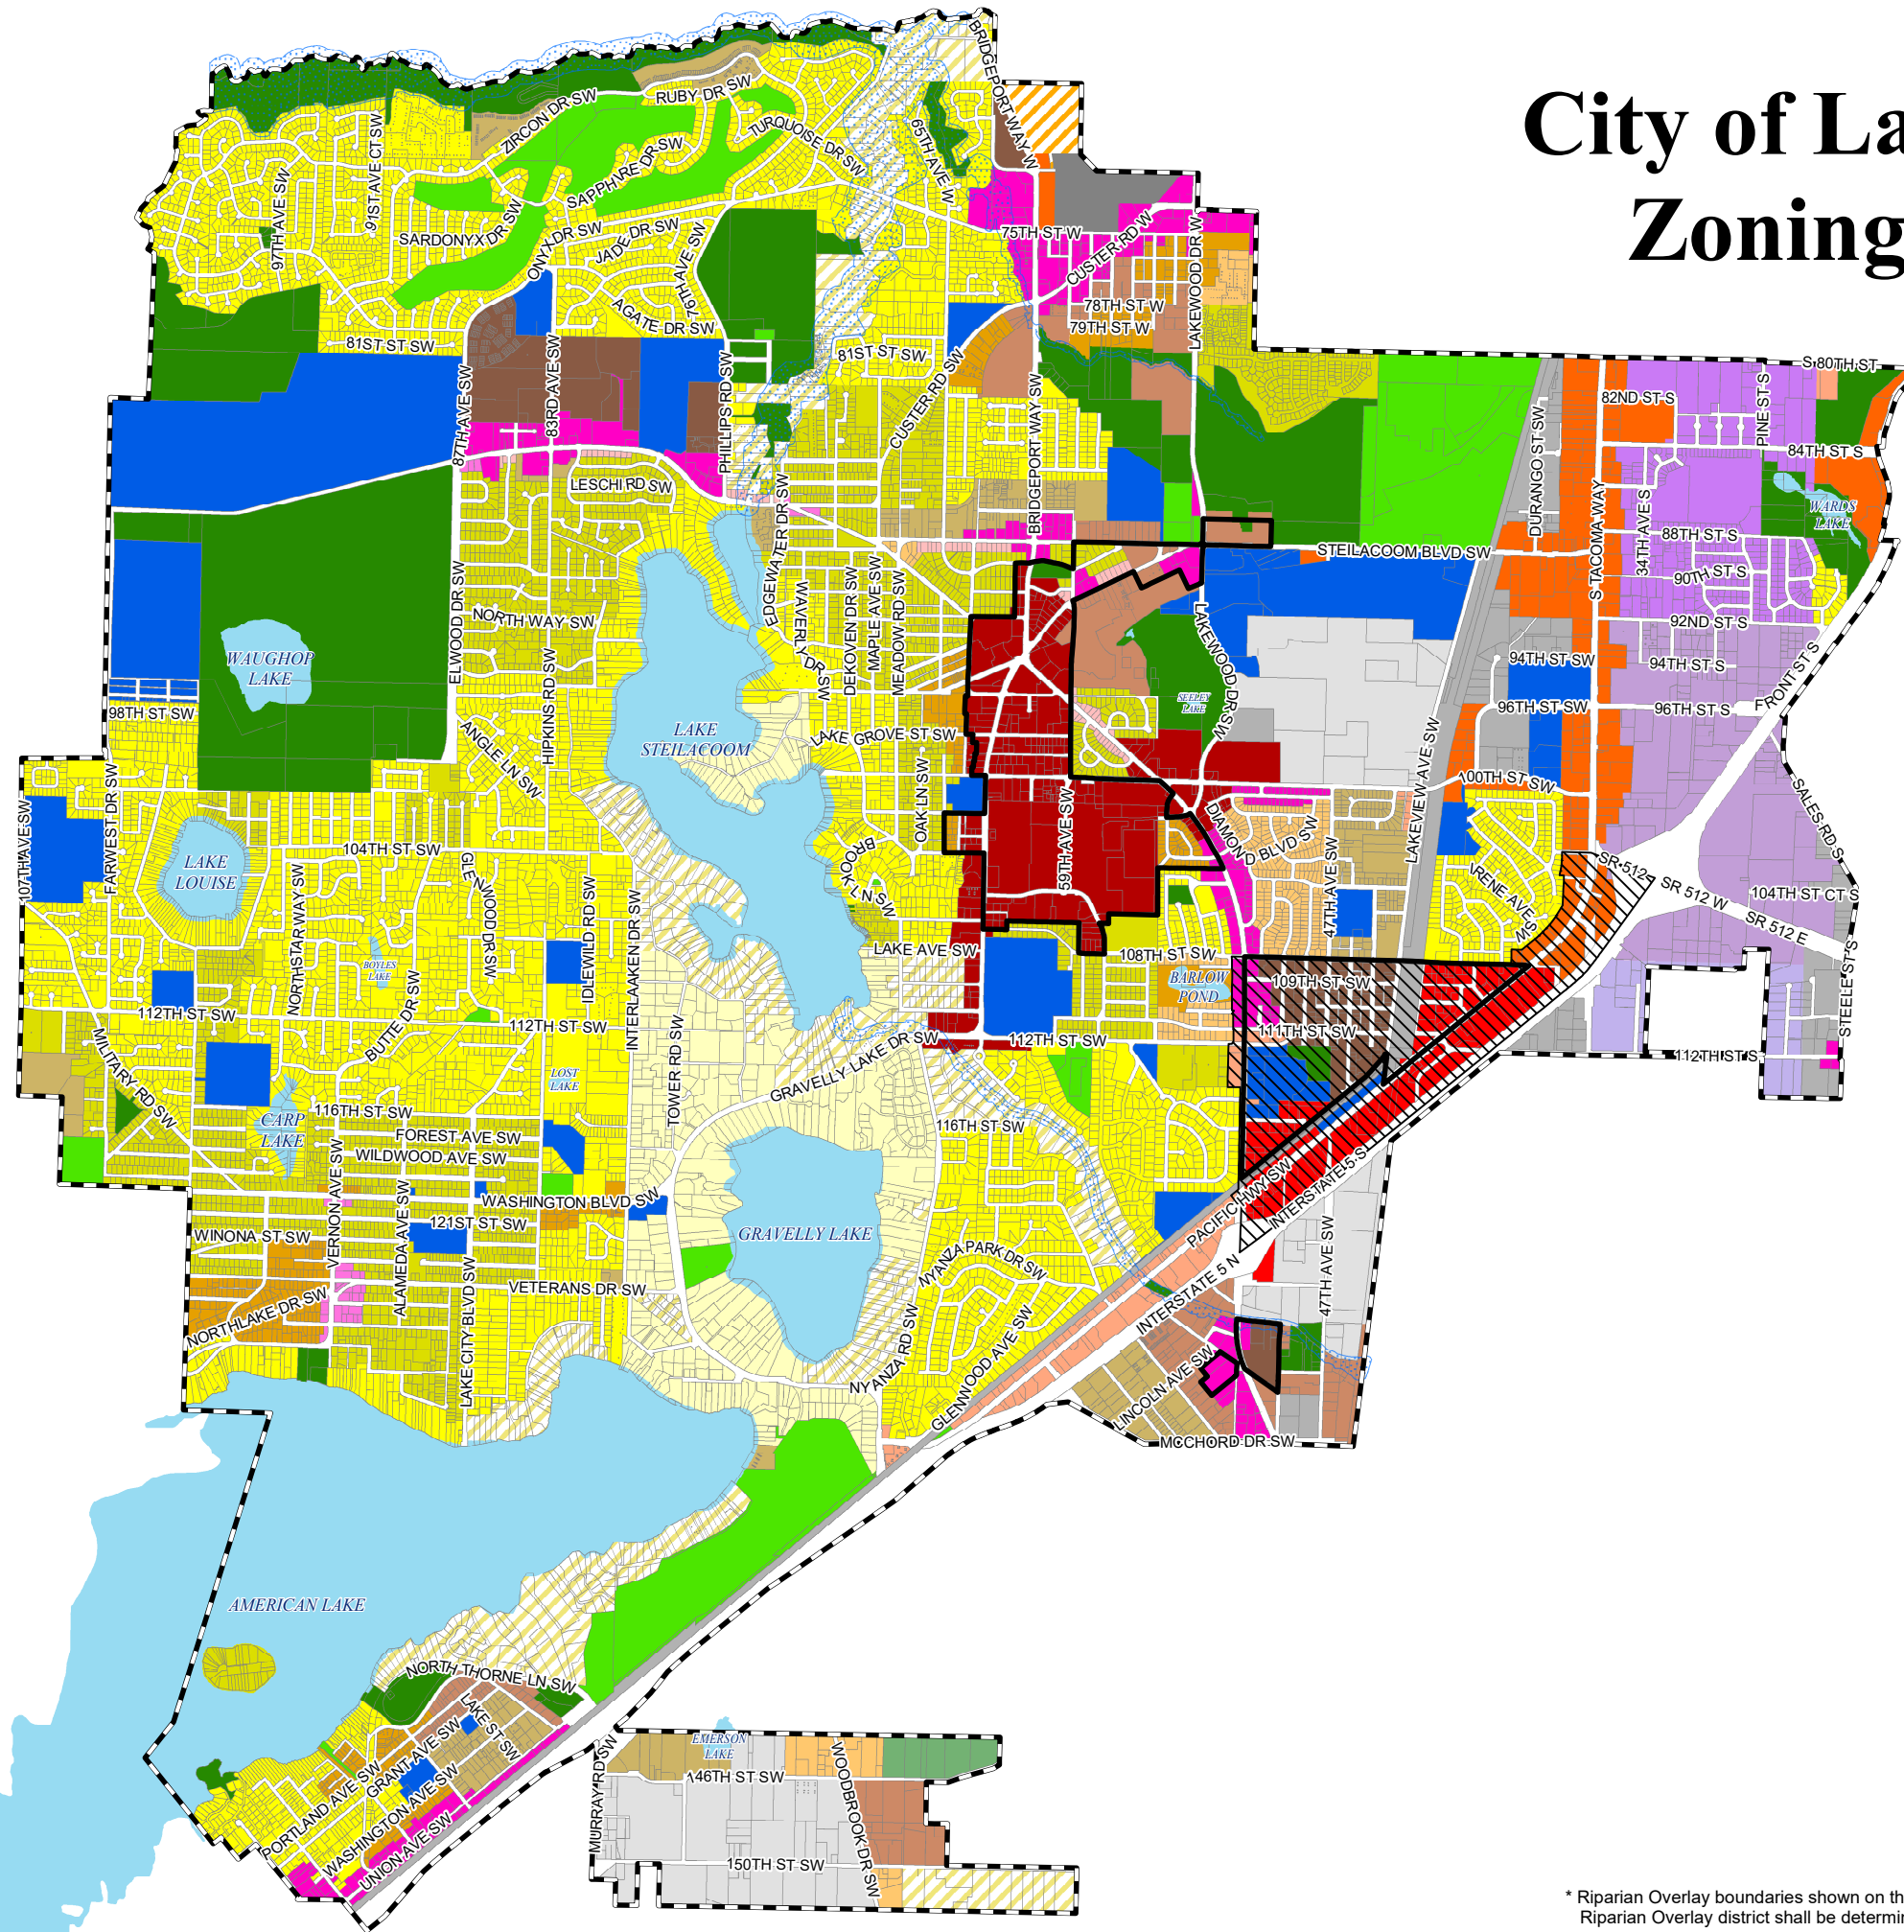 City of La
Zoning
BRIDGEPORT WAY W
RUBY DR SW
ZIRCON DR SW
TURQUOISE DR SW
65TH AVE W
91ST AVE CT SW
SAPPHIRE DR SW
97TH AVE SW
SARDONYX DR SW
ONYX DR SW
JADE DR SW
76TH AVE SW
75TH ST W
CUSTER RD W
LAKEWOOD DR W
AGATE DR SW
78TH ST W
79TH ST W
81ST ST SW
81ST ST SW
83RD AVE SW
87TH AVE SW
PHILLIPS RD SW
CUSTER RD SW
BRIDGEPORT WAY SW
S 80TH ST
82ND ST S
PINE ST S
84TH ST S
DURANGO ST SW
S TACOMA WAY
34TH AVE S
WARDS
LAKE
LESCHI RD SW
EDGEWATER DR SW
STEILACOOM BLVD SW
88TH ST S
90TH ST S
92ND ST S
ELWOOD DR SW
NORTH WAY SW
WAVERLY DR SW
DEKOVEN DR SW
MAPLE AVE SW
MEADOW RD SW
LAKEWOOD DR SW
WAUGHOP
LAKE
HIPKINS RD SW
94TH ST SW
94TH ST S
SEELEY
LAKE
98TH ST SW
96TH ST SW
96TH ST S
FRONT ST S
LAKE
STEILACOOM
ANGLE LN SW
LAKE GROVE ST SW
LAKEVIEW AVE SW
100TH ST SW
OAK LN SW
59TH AVE SW
DIAMOND BLVD SW
47TH AVE SW
SALES RD S
107TH AVE SW
FARWEST DR SW
LAKE
LOUISE
104TH ST SW
BROOK LN SW
IRENE AVE SW
SR 512
SR 512 W
SR 512 E
104TH ST CT S
NORTHSTAR WAY SW
GLENWOOD DR SW
IDLEWILD RD SW
INTERLAAKEN DR SW
LAKE AVE SW
108TH ST SW
BOYLES
LAKE
BARLOW
POND
109TH ST SW
STEELE ST S
112TH ST SW
BUTTE DR SW
112TH ST SW
TOWER RD SW
GRAVELLY LAKE DR SW
112TH ST SW
111TH ST SW
112TH ST S
MILITARY RD SW
LOST
LAKE
CARP
LAKE
116TH ST SW
116TH ST SW
FOREST AVE SW
WILDWOOD AVE SW
VERNON AVE SW
ALAMEDA AVE SW
WASHINGTON BLVD SW
121ST ST SW
WINONA ST SW
GRAVELLY LAKE
PACIFIC HWY SW
INTERSTATE 5 S
NYANZA PARK DR SW
VETERANS DR SW
NORTHLAKE DR SW
LAKE CITY BLVD SW
INTERSTATE 5 N
47TH AVE SW
NYANZA RD SW
GLENWOOD AVE SW
LINCOLN AVE SW
MCCHORD DR SW
AMERICAN LAKE
NORTH THORNE LN SW
LAKE ST SW
GRANT AVE SW
PORTLAND AVE SW
WASHINGTON AVE SW
UNION AVE SW
MURRAY RD SW
EMERSON
LAKE
146TH ST SW
WOODBROOK DR SW
150TH ST SW
* Riparian Overlay boundaries shown on th
Riparian Overlay district shall be determin